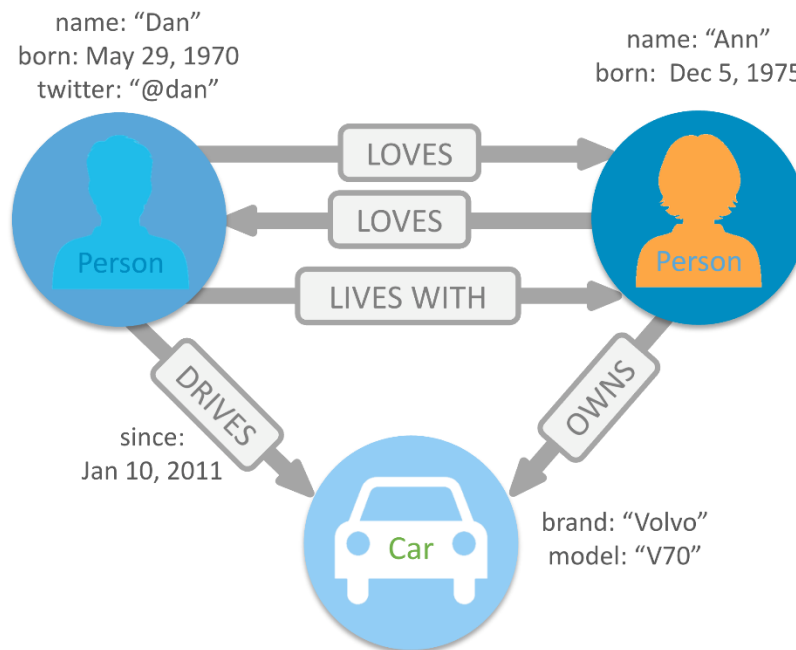 name: “Dan”
born: May 29, 1970
twitter: “@dan”
name: “Ann”
born:  Dec 5, 1975
LOVES
LOVES
Person
Person
LIVES WITH
DRIVES
OWNS
since:
Jan 10, 2011
Car
brand: “Volvo”
model: “V70”